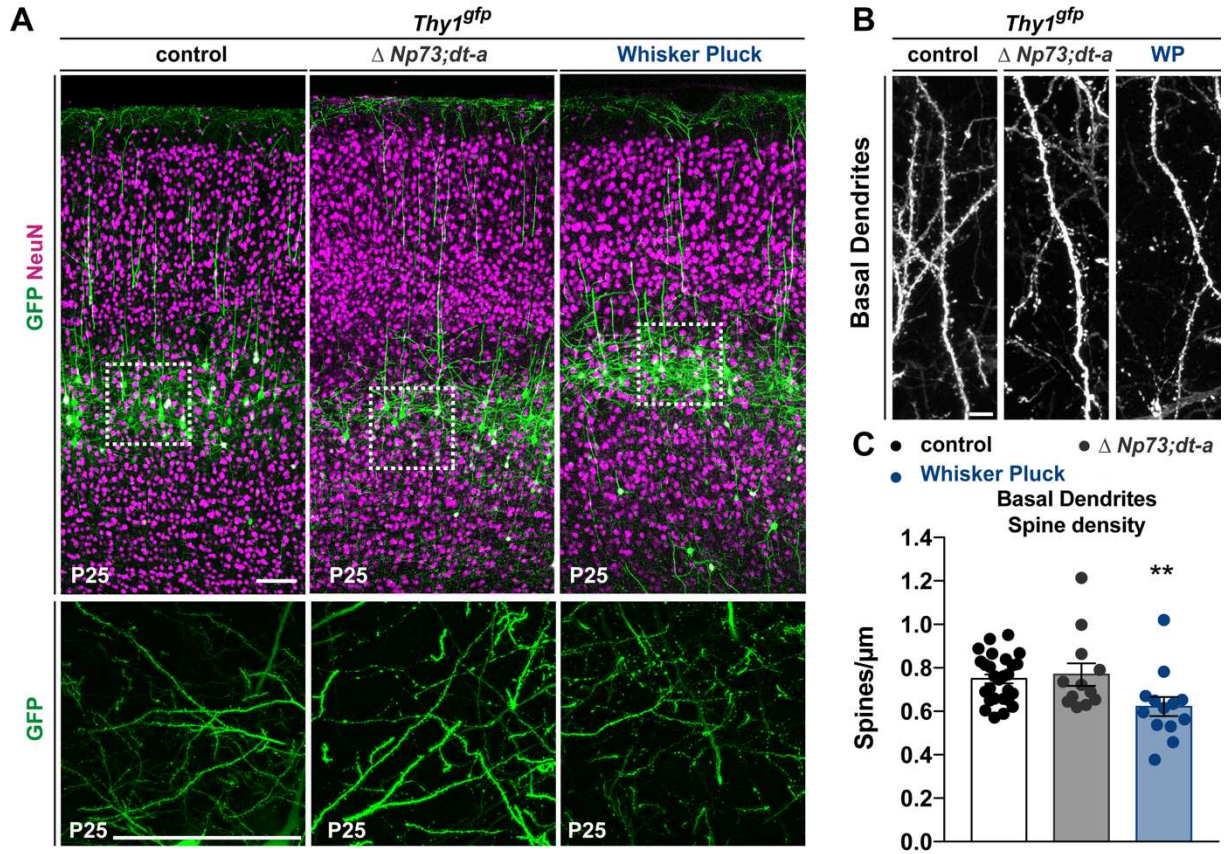 A
Thy1gfp
control
Δ Np73;dt-a
Whisker Pluck
GFP NeuN
P25
P25
P25
GFP
P25
P25
P25
B
Thy1gfp
control
Δ Np73;dt-a
WP
Basal Dendrites
C
control
Δ Np73;dt-a
Whisker Pluck
Basal Dendrites
Spine density
Spines/µm
1.4
1.2
1.0
0.8
0.6
0.4
0.2
0.0
**